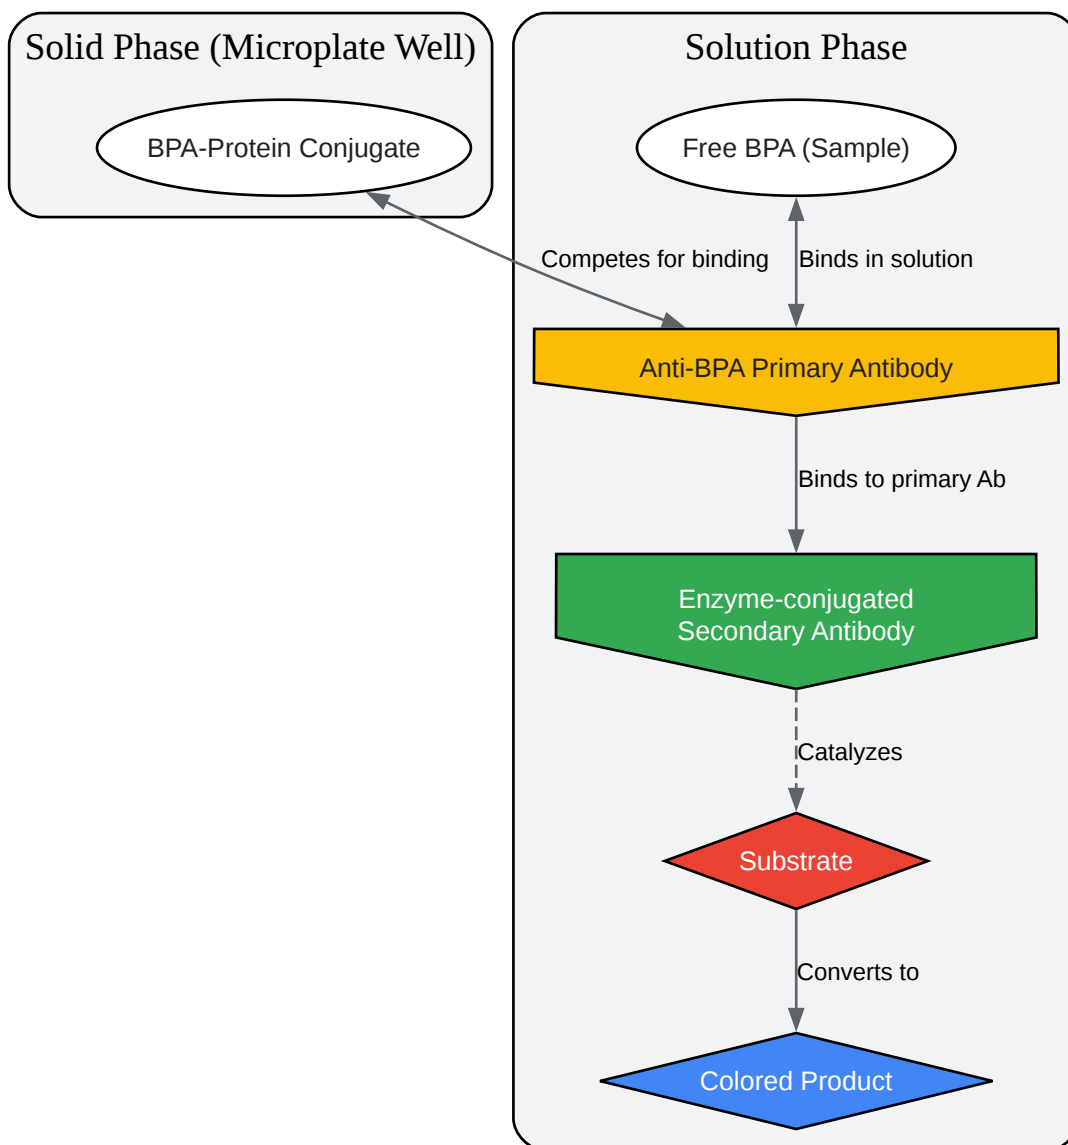 Solid Phase (Microplate Well)
Solution Phase
BPA-Protein Conjugate
Free BPA (Sample)
Competes for binding
Binds in solution
Anti-BPA Primary Antibody
Binds to primary Ab
Enzyme-conjugated
Secondary Antibody
Catalyzes
Substrate
Converts to
Colored Product